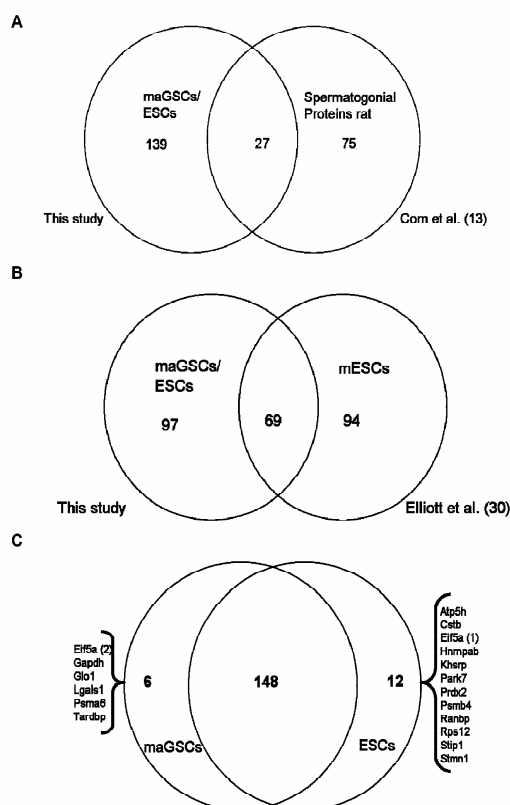 A
maGSCs/
ESCs
139
27
Spermatogonial
Proteins rat
75
This study
Com et al. (13)
B
maGSCs/
ESCs
97
69
mESCs
94
This study
Elliott et al. (30)
C
Eif5a (2)
Gapdh
Glo1
Lgals1
Psma6
Tardbp
6
maGSCs
148
12
ESCs
Atp5h
Cstb
Eif5a (1)
Hnrnpab
Khsrp
Park7
Prdx2
Psmb4
Ranbp
Rps12
Stip1
Stmn1